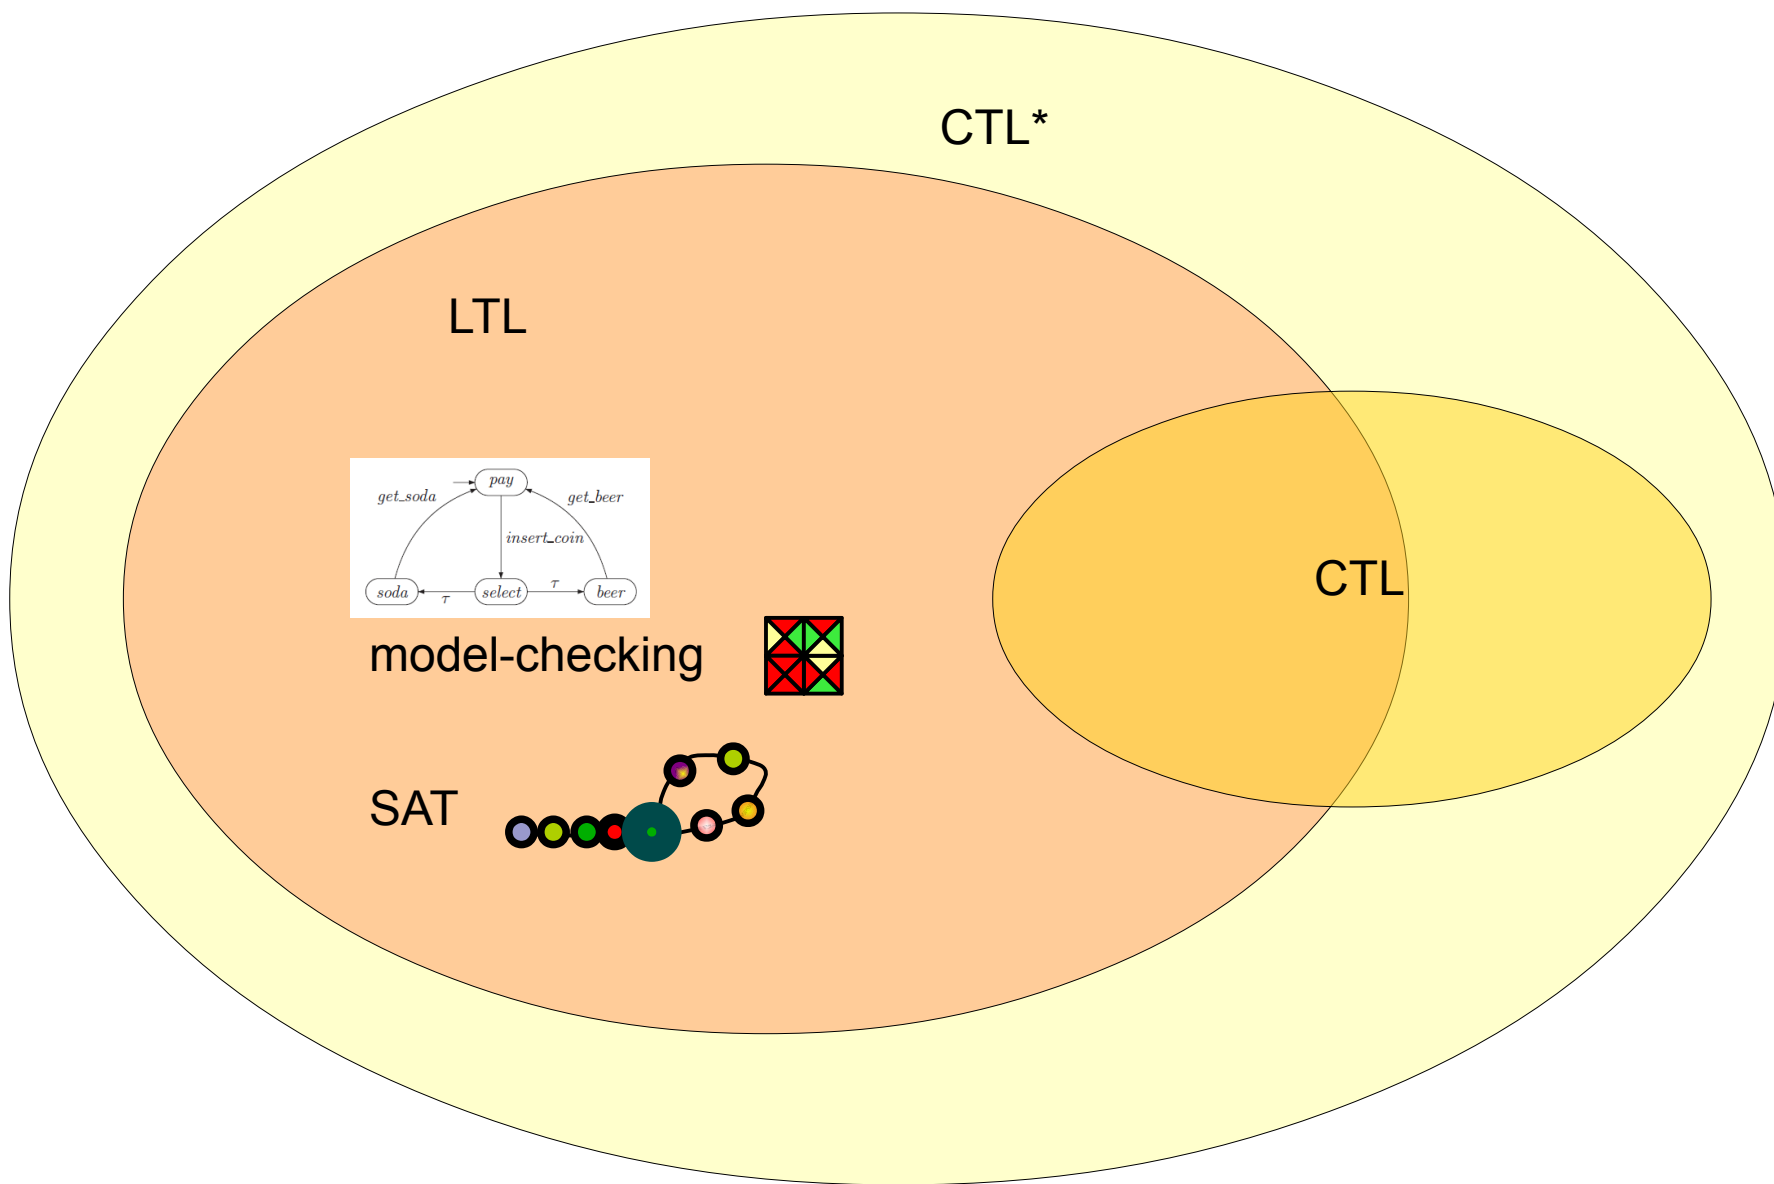 CTL*
LTL
pay
get_soda
get_beer
insert_coin
soda
τ
select
τ
beer
CTL
model-checking
SAT